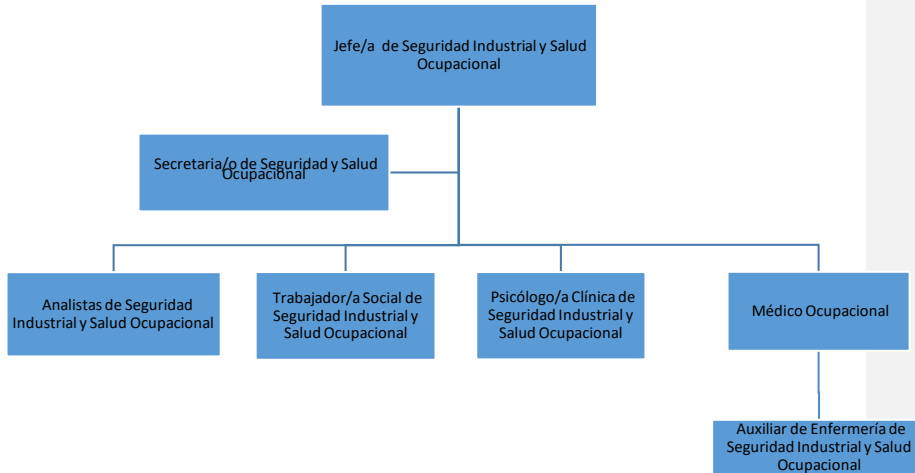 Jefe/a de Seguridad Industrial y Salud
Ocupacional
Secretaria/o de Seguridad y Salud
Ocupacional
Analistas de Seguridad
Industrial y Salud Ocupacional
Trabajador/a Social de
Seguridad Industrial y
Salud Ocupacional
Psicólogo/a Clínica de
Seguridad Industrial y
Salud Ocupacional
Médico Ocupacional
Auxiliar de Enfermería de
Seguridad Industrial y Salud
Ocupacional